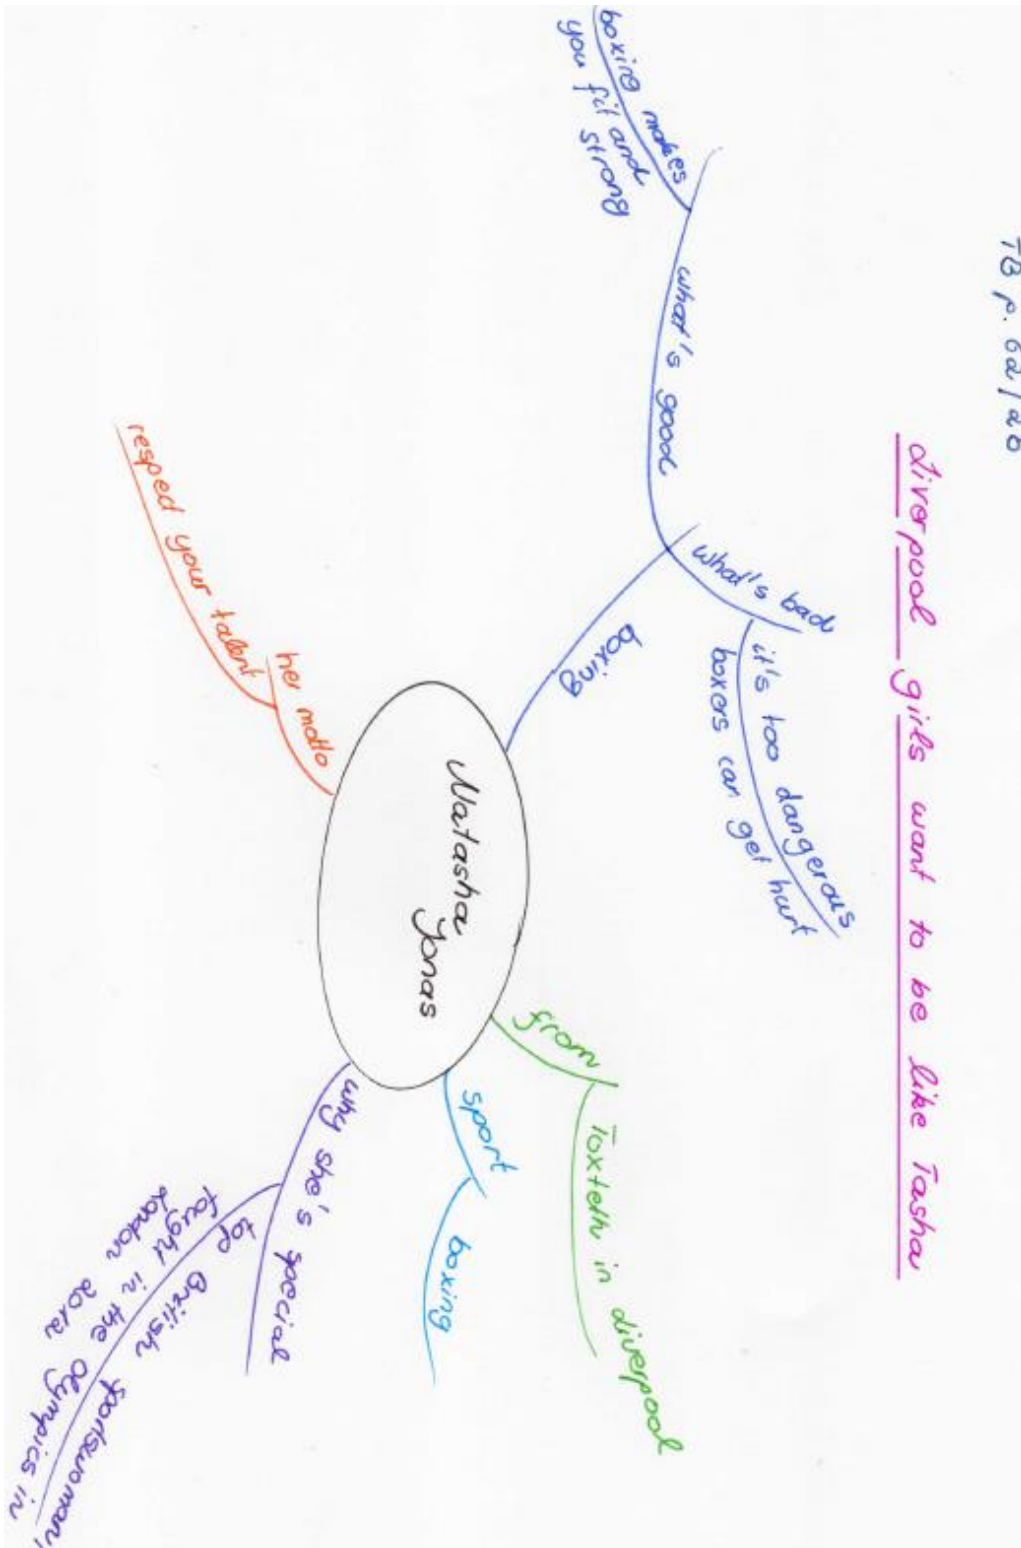 TB p. 62/2b
Liverpool girls want to be like Tasha
Natasha
Jonas
boxing
what's good
boxing makes
you fit and
strong
what's bad
it's too dangerous
boxers can get hurt
from
Toxteth in Liverpool
sport
boxing
why she's special
top British sportswoman,
fought in the Olympics in
London 2012
her motto
respect your talent